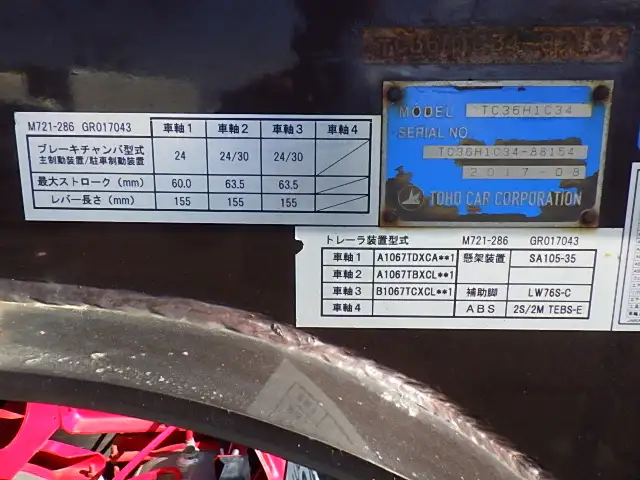 MODEL TC36H1C34
SERIAL NO
TC36H1C34-88154
2017-08
TOHO CAR CORPORATION
M721-286 GR017043 車軸1 車軸2 車軸3 車軸4
ブレーキチャンバ型式
主制動装置/駐車制動装置 24 24/30 24/30
最大ストローク (mm) 60.0 63.5 63.5
レバー長さ (mm) 155 155 155
トレーラ装置型式 M721-286 GR017043
車軸1 A1067TDXCA**1 懸架装置 SA105-35
車軸2 A1067TBXCL**1
車軸3 B1067TCXCL**1 補助脚 LW76S-C
車軸4 ABS 2S/2M TEBS-E